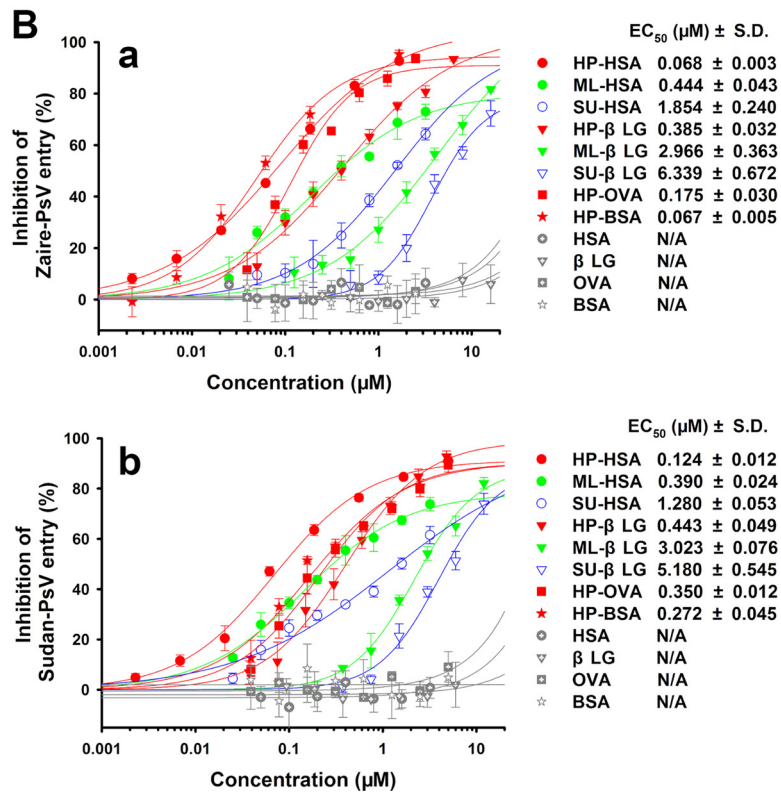 B
a
EC50 (µM) ± S.D.
HP-HSA 0.068 ± 0.003
ML-HSA 0.444 ± 0.043
SU-HSA 1.854 ± 0.240
HP-β LG 0.385 ± 0.032
ML-β LG 2.966 ± 0.363
SU-β LG 6.339 ± 0.672
HP-OVA 0.175 ± 0.030
HP-BSA 0.067 ± 0.005
HSA N/A
β LG N/A
OVA N/A
BSA N/A
Inhibition of
Zaire-PsV entry (%)
100
80
60
40
20
0
0.001 0.01 0.1 1 10
Concentration (µM)
b
EC50 (µM) ± S.D.
HP-HSA 0.124 ± 0.012
ML-HSA 0.390 ± 0.024
SU-HSA 1.280 ± 0.053
HP-β LG 0.443 ± 0.049
ML-β LG 3.023 ± 0.076
SU-β LG 5.180 ± 0.545
HP-OVA 0.350 ± 0.012
HP-BSA 0.272 ± 0.045
HSA N/A
β LG N/A
OVA N/A
BSA N/A
Inhibition of
Sudan-PsV entry (%)
100
80
60
40
20
0
0.001 0.01 0.1 1 10
Concentration (µM)